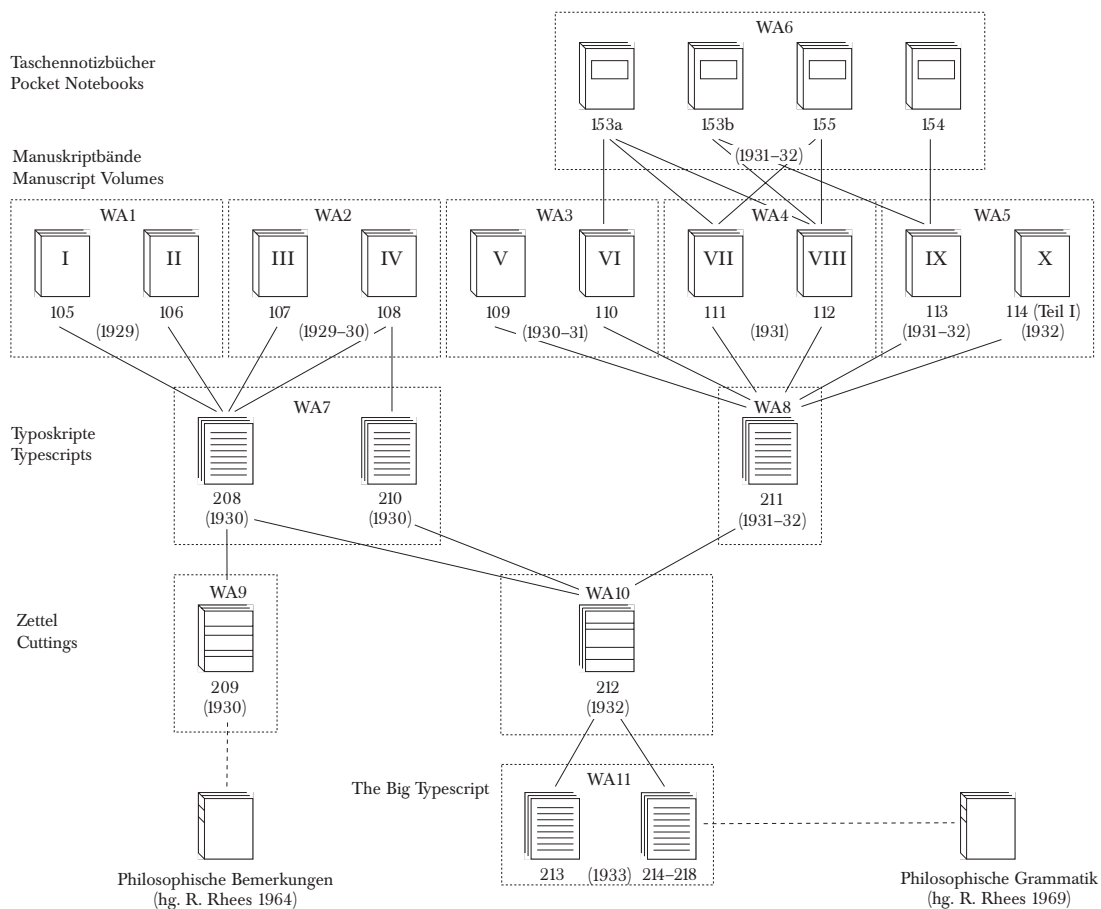 WA6
Taschennotizbücher
Pocket Notebooks
153a 153b 155 154
(1931–32)
Manuskriptbände
Manuscript Volumes
WA1 WA2 WA3 WA4 WA5
I II III IV V VI VII VIII IX X
105 106 107 108 109 110 111 112 113 114 (Teil I)
(1929) (1929–30) (1930–31) (1931) (1931–32) (1932)
WA7 WA8
Typoskripte
Typescripts
208 210 211
(1930) (1930) (1931–32)
WA9 WA10
Zettel
Cuttings
209 212
(1930) (1932)
WA11
The Big Typescript
213 (1933) 214–218
Philosophische Bemerkungen
(hg. R. Rhees 1964)
Philosophische Grammatik
(hg. R. Rhees 1969)